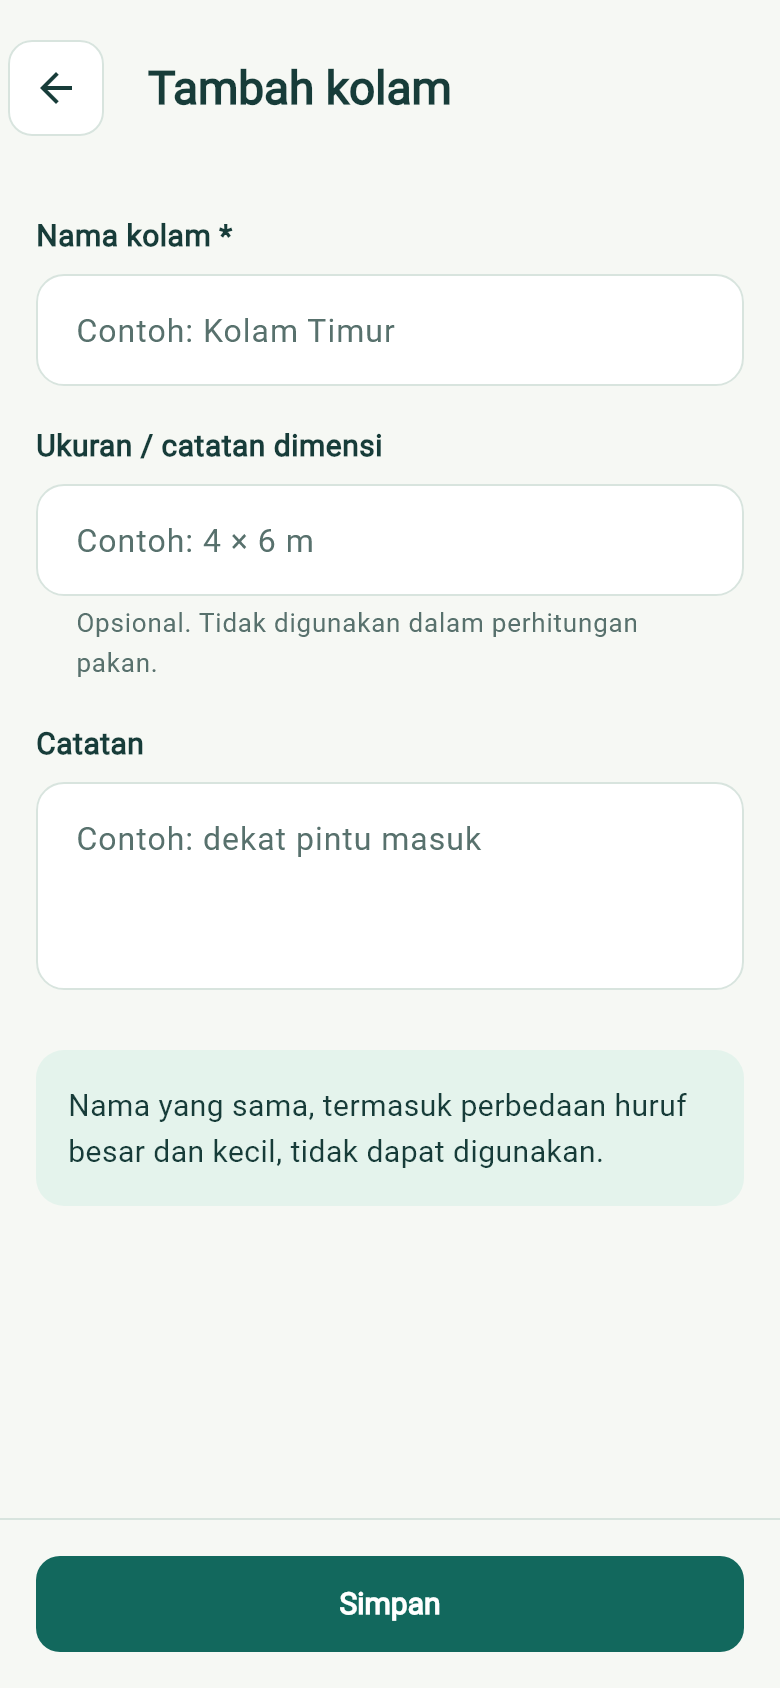 Tambah kolam
Nama kolam *
Contoh: Kolam Timur
Ukuran / catatan dimensi
Contoh: 4 × 6 m
Opsional. Tidak digunakan dalam perhitungan
pakan.
Catatan
Contoh: dekat pintu masuk
Nama yang sama, termasuk perbedaan huruf
besar dan kecil, tidak dapat digunakan.
Simpan